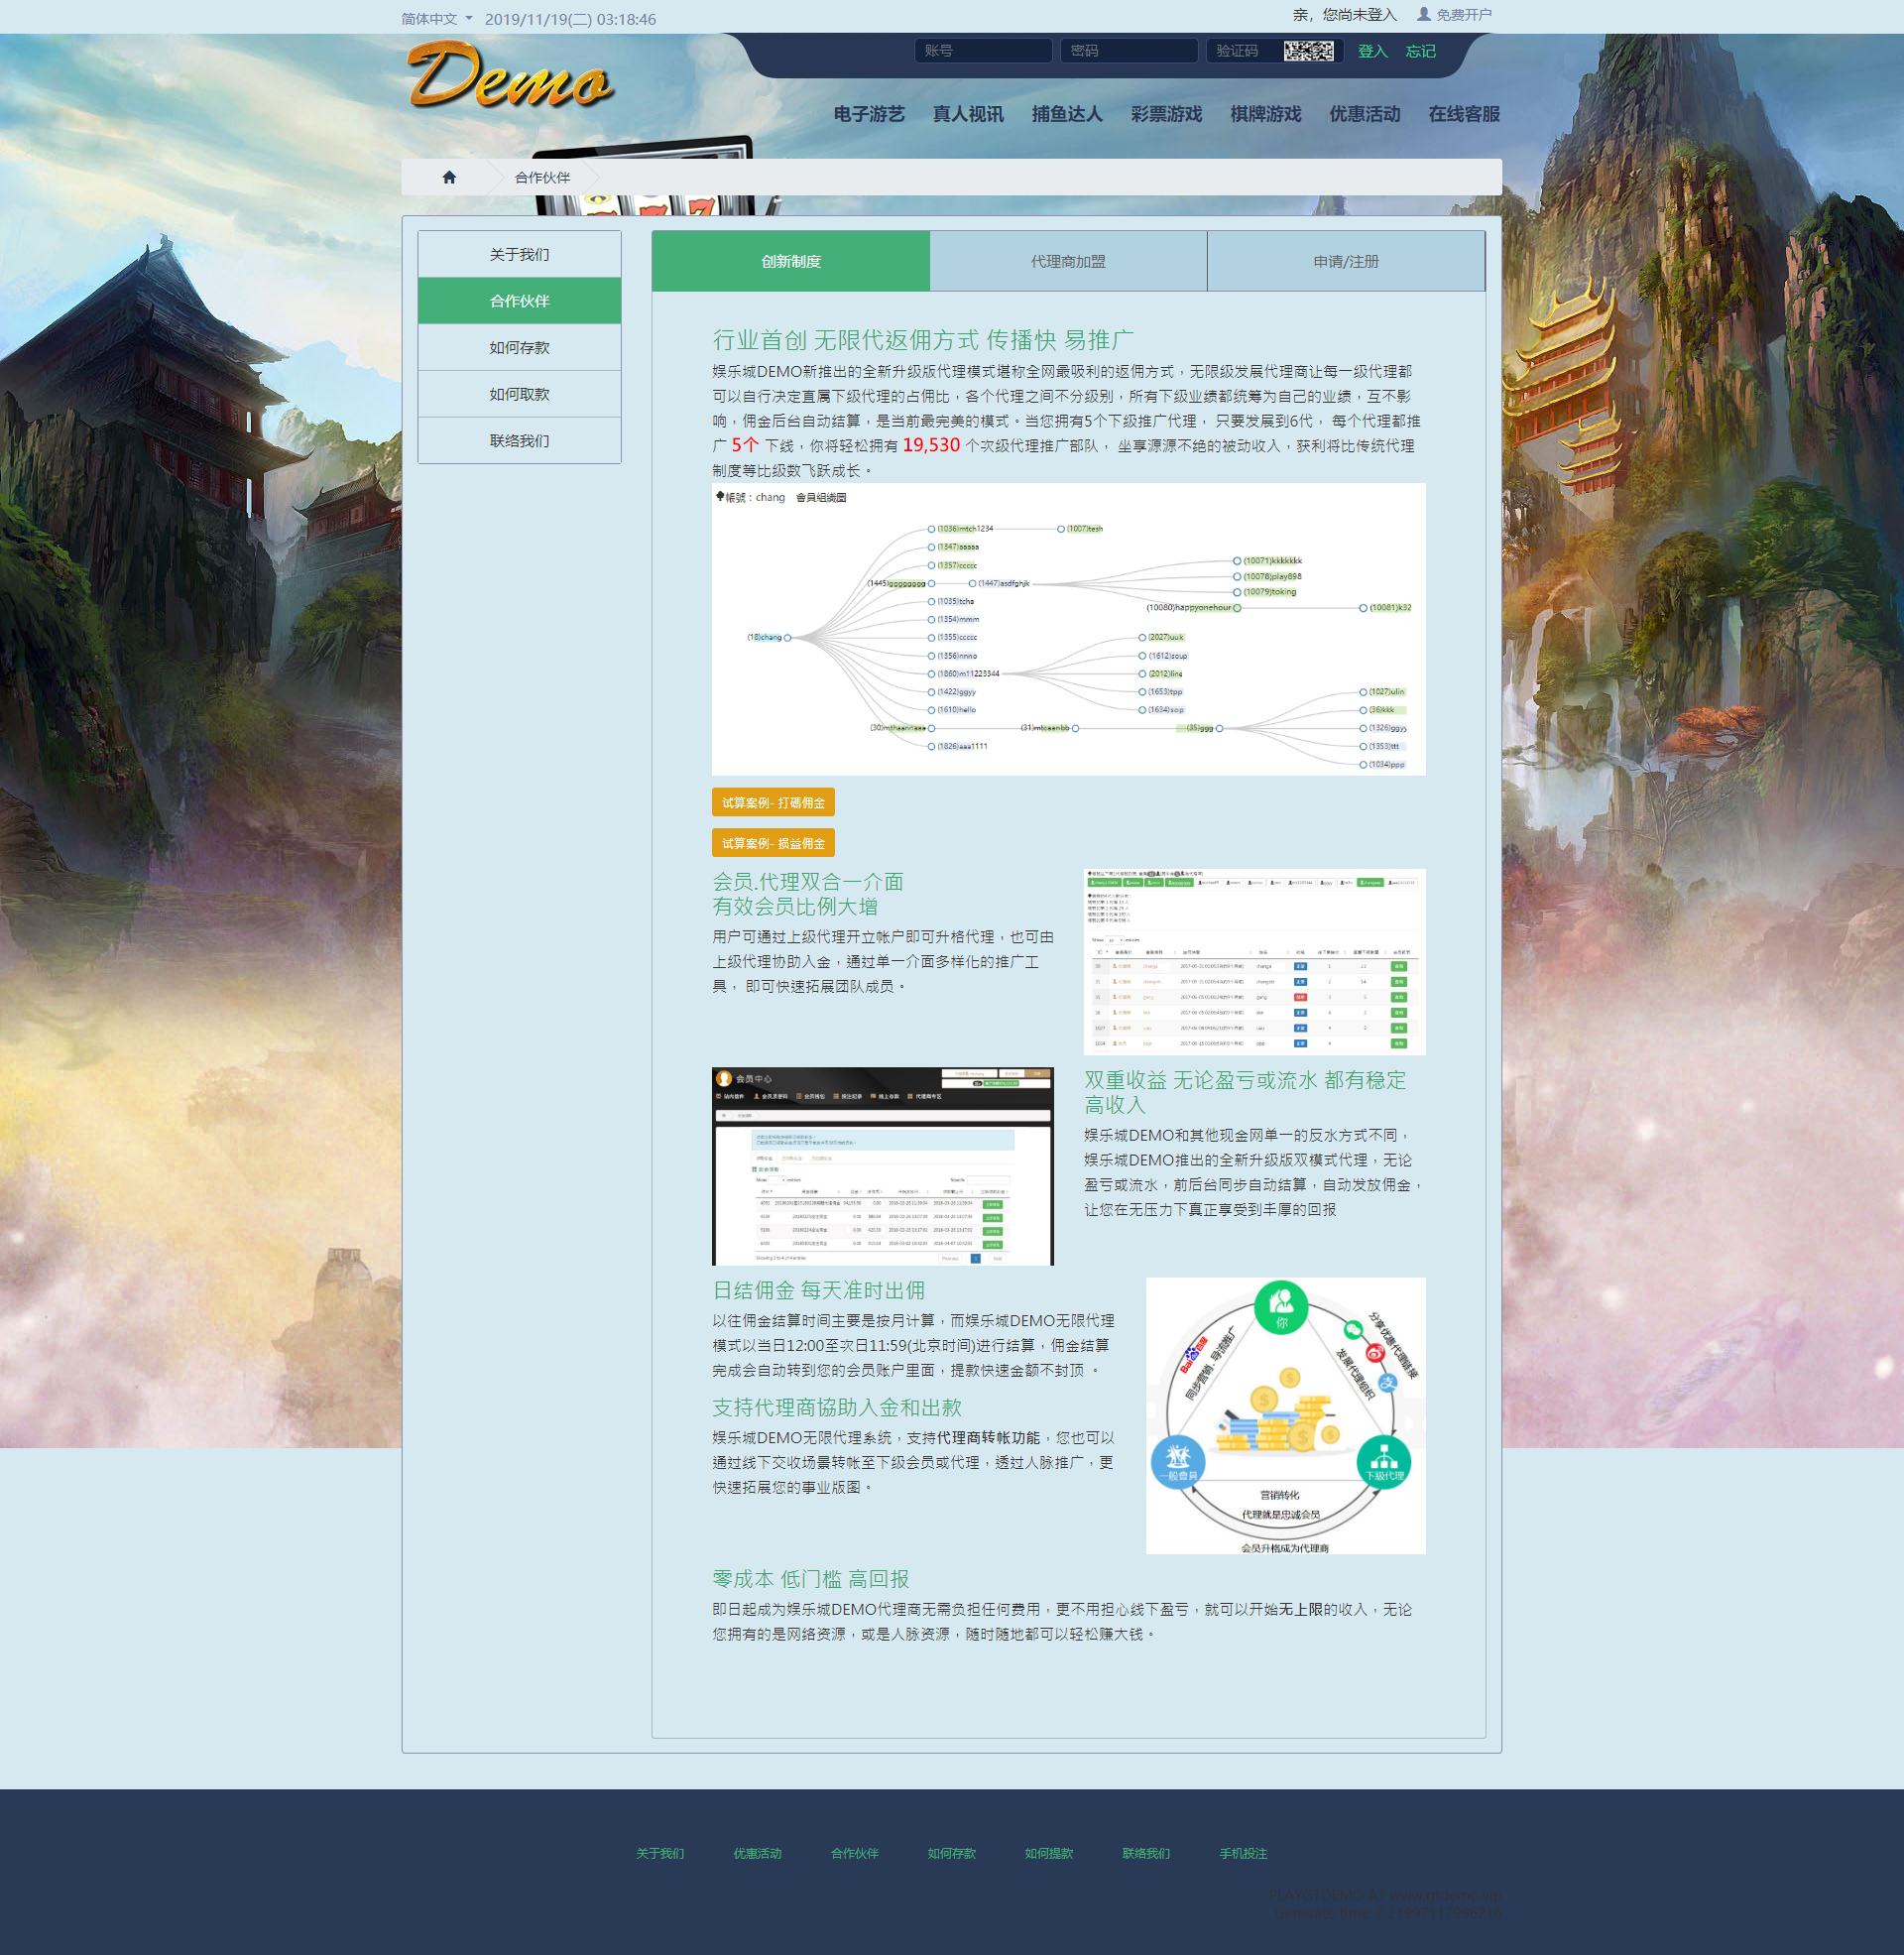 简体中文 2019/11/19(二) 03:18:46
亲，您尚未登入 免费开户
Demo
账号 密码 验证码 登入 忘记
电子游艺 真人视讯 捕鱼达人 彩票游戏 棋牌游戏 优惠活动 在线客服
合作伙伴
关于我们
合作伙伴
如何存款
如何取款
联络我们
创新制度 代理商加盟 申请/注册
行业首创 无限代返佣方式 传播快 易推广
娱乐城DEMO新推出的全新升级版代理模式堪称全网最吸利的返佣方式，无限级发展代理商让每一级代理都
可以自行决定直属下级代理的占佣比，各个代理之间不分级别，所有下级业绩都统筹为自己的业绩，互不影
响，佣金后台自动结算，是当前最完美的模式。当您拥有5个下级推广代理， 只要发展到6代， 每个代理都推
广 5个 下线，你将轻松拥有 19,530 个次级代理推广部队， 坐享源源不绝的被动收入，获利将比传统代理
制度等比级数飞跃成长。
帳號：chang 會員組織圖
(1036)mtch1234 (1007)tesh
(1347)aaaaa
(1357)ccccc
(10071)kkkkkkk
(10078)play898
(1445)gggggggg (1447)asdfghjk
(10079)toking
(1035)tcha
(10080)happyonehour (10081)k32
(1354)mmm
(18)chang
(1355)ccccc (2027)uuk
(1356)nnno (1612)soup
(1860)m11223344 (2012)line
(1422)ggyy (1653)tpp (1027)ulin
(1610)hello (1634)sop (36)kkk
(30)mthaannaaa (31)mtcaanbb (35)ggg (1326)ggyy
(1826)aaa1111 (1353)ttt
(1034)ppp
试算案例- 打碼佣金
试算案例- 损益佣金
会员.代理双合一介面
有效会员比例大增
用户可通过上级代理开立帐户即可升格代理，也可由
上级代理协助入金，通过单一介面多样化的推广工
具， 即可快速拓展团队成员。
会员中心
双重收益 无论盈亏或流水 都有稳定
高收入
娱乐城DEMO和其他现金网单一的反水方式不同，
娱乐城DEMO推出的全新升级版双模式代理，无论
盈亏或流水，前后台同步自动结算，自动发放佣金，
让您在无压力下真正享受到丰厚的回报
日结佣金 每天准时出佣
以往佣金结算时间主要是按月计算，而娱乐城DEMO无限代理
模式以当日12:00至次日11:59(北京时间)进行结算，佣金结算
完成会自动转到您的会员账户里面，提款快速金额不封顶 。
支持代理商協助入金和出款
娱乐城DEMO无限代理系统，支持代理商转帐功能，您也可以
通过线下交收场景转帐至下级会员或代理，透过人脉推广，更
快速拓展您的事业版图。
你
Bai百度
同步营销、导流推广
分享优惠代理链接
发展代理组织
一般會員
下級代理
营销转化
代理就是忠诚会员
会员升格成为代理商
零成本 低门槛 高回报
即日起成为娱乐城DEMO代理商无需负担任何费用，更不用担心线下盈亏，就可以开始无上限的收入，无论
您拥有的是网络资源，或是人脉资源，随时随地都可以轻松赚大钱。
关于我们 优惠活动 合作伙伴 如何存款 如何提款 联络我们 手机投注